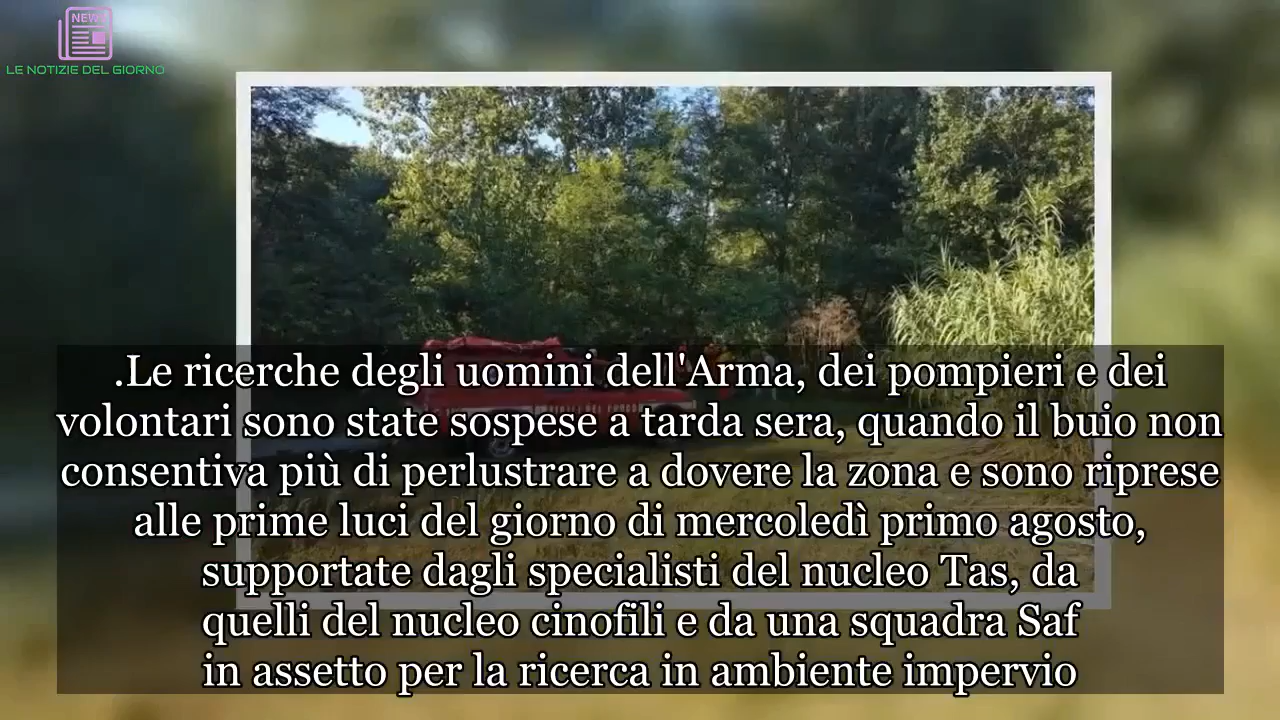 NEWS
LE NOTIZIE DEL GIORNO
.Le ricerche degli uomini dell'Arma, dei pompieri e dei
volontari sono state sospese a tarda sera, quando il buio non
consentiva più di perlustrare a dovere la zona e sono riprese
alle prime luci del giorno di mercoledì primo agosto,
supportate dagli specialisti del nucleo Tas, da
quelli del nucleo cinofili e da una squadra Saf
in assetto per la ricerca in ambiente impervio